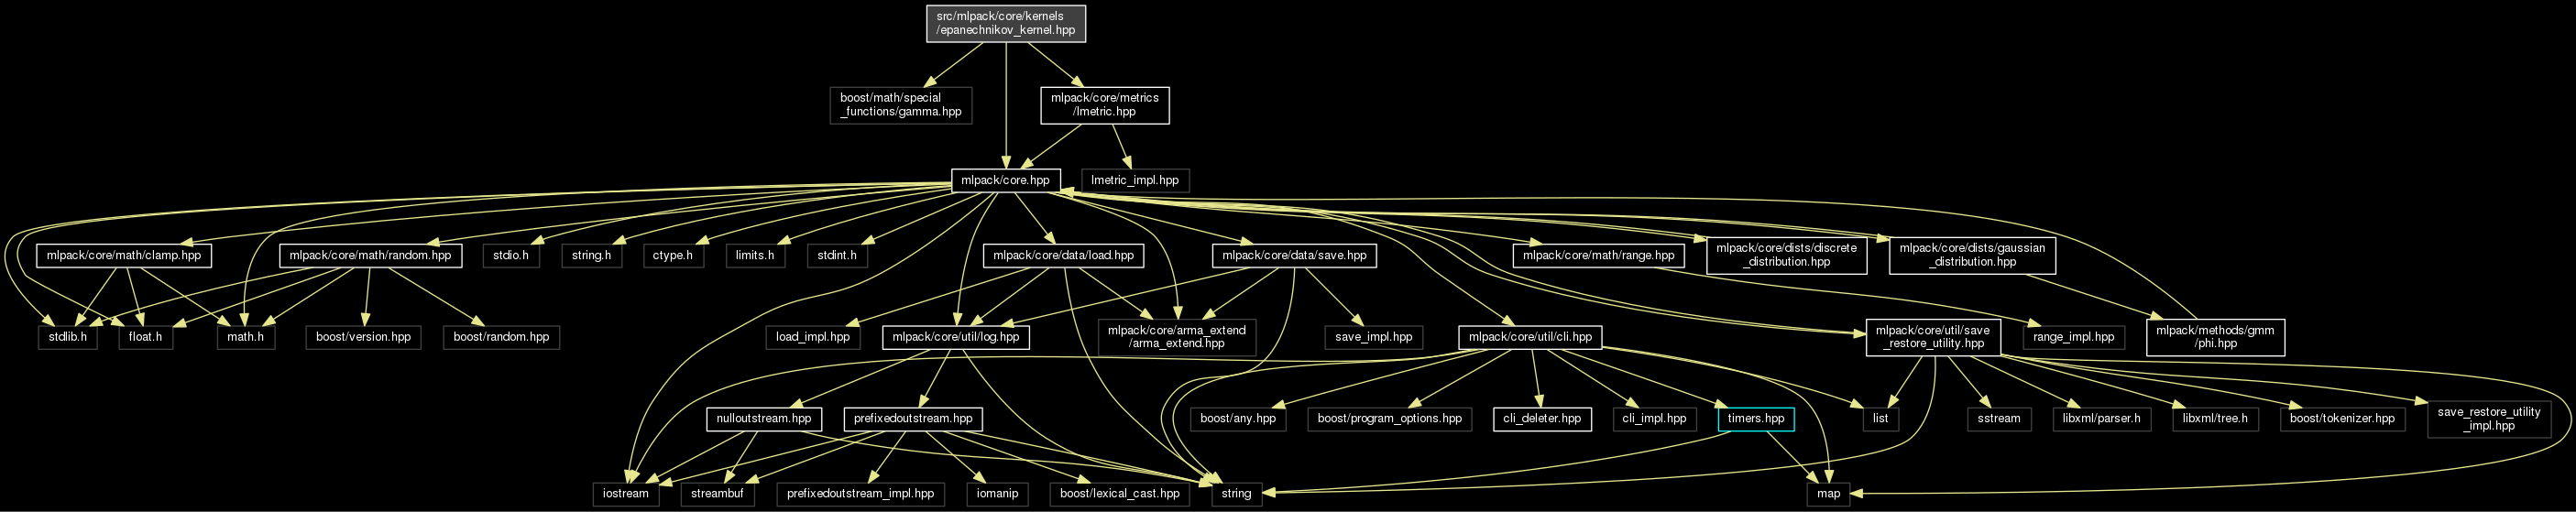 src/mlpack/core/kernels
/epanechnikov_kernel.hpp
boost/math/special
_functions/gamma.hpp
mlpack/core/metrics
/lmetric.hpp
mlpack/core.hpp
lmetric_impl.hpp
mlpack/core/math/clamp.hpp
mlpack/core/math/random.hpp
stdio.h
string.h
ctype.h
limits.h
stdint.h
mlpack/core/data/load.hpp
mlpack/core/data/save.hpp
mlpack/core/math/range.hpp
mlpack/core/dists/discrete
_distribution.hpp
mlpack/core/dists/gaussian
_distribution.hpp
stdlib.h
float.h
math.h
boost/version.hpp
boost/random.hpp
load_impl.hpp
mlpack/core/util/log.hpp
mlpack/core/arma_extend
/arma_extend.hpp
save_impl.hpp
mlpack/core/util/cli.hpp
mlpack/core/util/save
_restore_utility.hpp
range_impl.hpp
mlpack/methods/gmm
/phi.hpp
nulloutstream.hpp
prefixedoutstream.hpp
boost/any.hpp
boost/program_options.hpp
cli_deleter.hpp
cli_impl.hpp
timers.hpp
list
sstream
libxml/parser.h
libxml/tree.h
boost/tokenizer.hpp
save_restore_utility
_impl.hpp
iostream
streambuf
prefixedoutstream_impl.hpp
iomanip
boost/lexical_cast.hpp
string
map